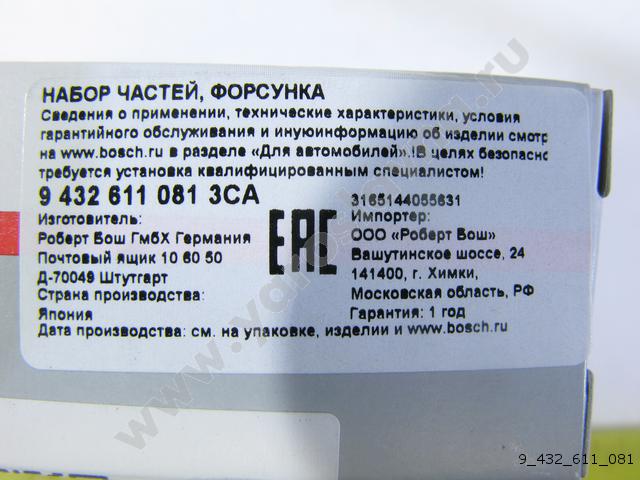 НАБОР ЧАСТЕЙ, ФОРСУНКА
Сведения о применении, технические характеристики, условия
гарантийного обслуживания и инуюинформацию об изделии смотр
на www.bosch.ru в разделе «Для автомобилей».!В целях безопасно
требуется установка квалифицированным специалистом!
9 432 611 081 3CA
3165144055631
Изготовитель:
Роберт Бош ГмбХ Германия
Почтовый ящик 10 60 50
Д-70049 Штутгарт
Страна производства:
Япония
EAC
Импортер:
ООО «Роберт Бош»
Вашутинское шоссе, 24
141400, г. Химки,
Московская область, РФ
Гарантия: 1 год
Дата производства: см. на упаковке, изделии и www.bosch.ru
9_432_611_081